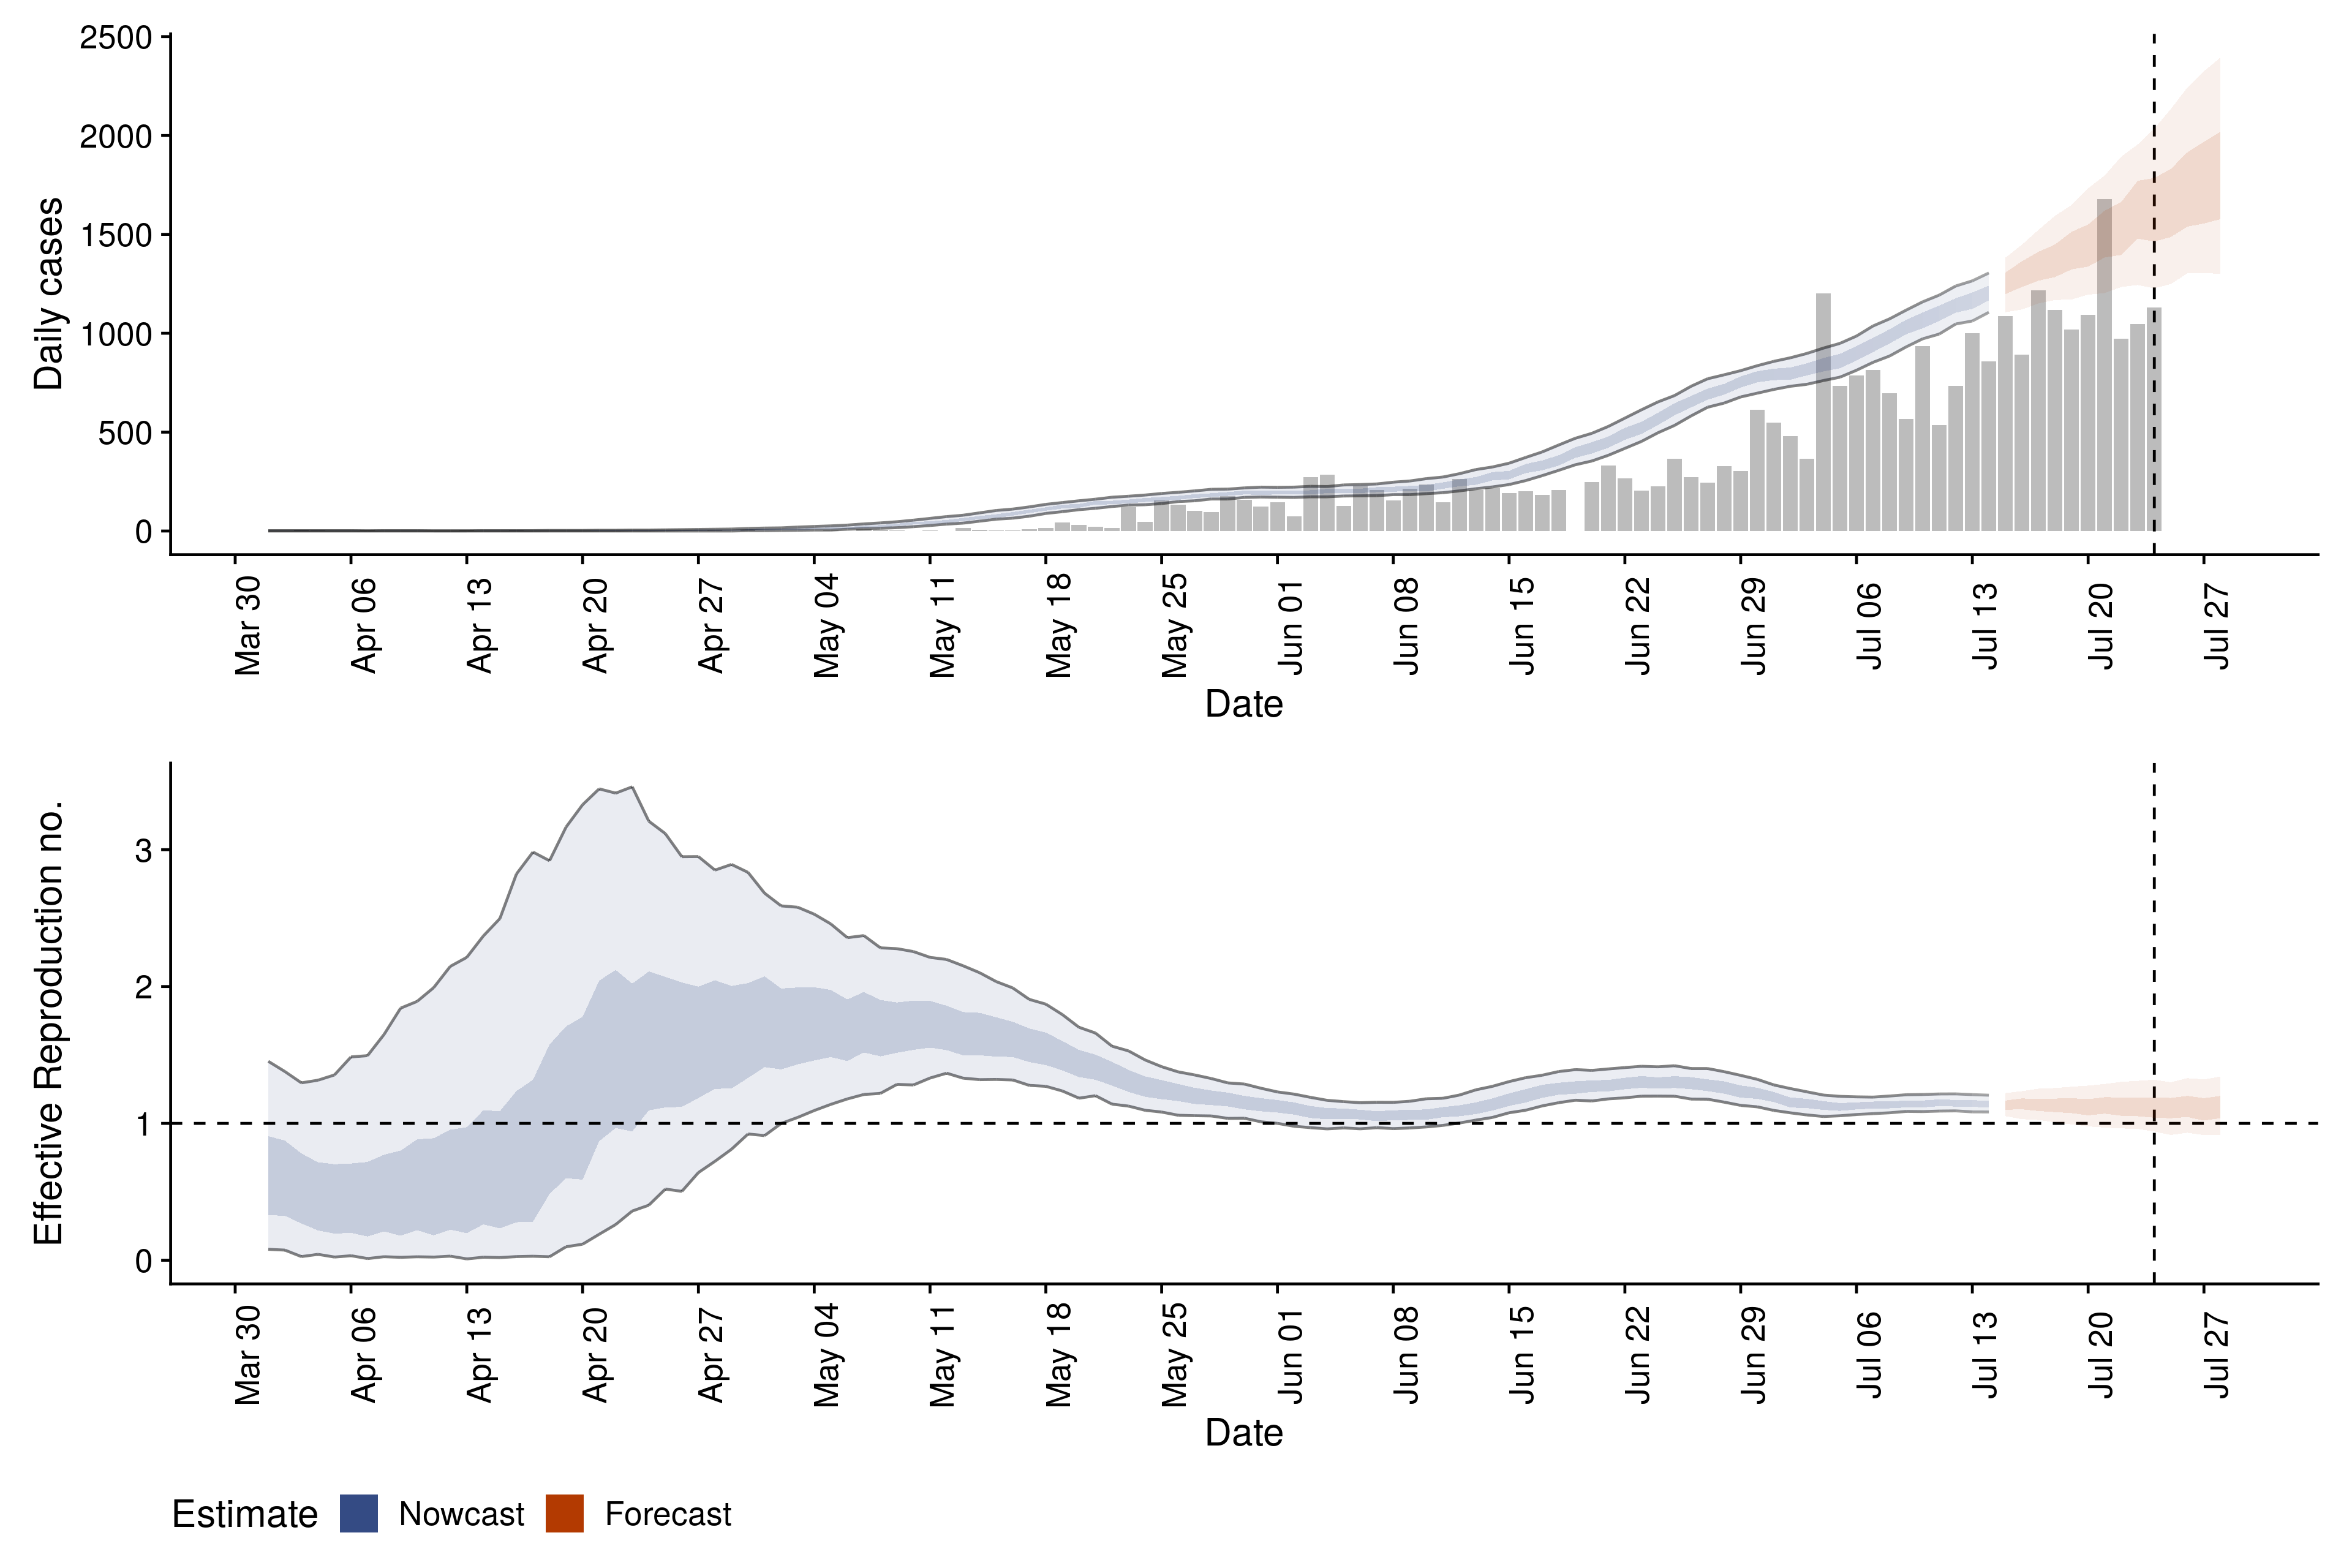 Daily cases
2500
2000
1500
1000
500
0
Mar 30 Apr 06 Apr 13 Apr 20 Apr 27 May 04 May 11 May 18 May 25 Jun 01 Jun 08 Jun 15 Jun 22 Jun 29 Jul 06 Jul 13 Jul 20 Jul 27
Date
Effective Reproduction no.
3
2
1
0
Mar 30 Apr 06 Apr 13 Apr 20 Apr 27 May 04 May 11 May 18 May 25 Jun 01 Jun 08 Jun 15 Jun 22 Jun 29 Jul 06 Jul 13 Jul 20 Jul 27
Date
Estimate Nowcast Forecast